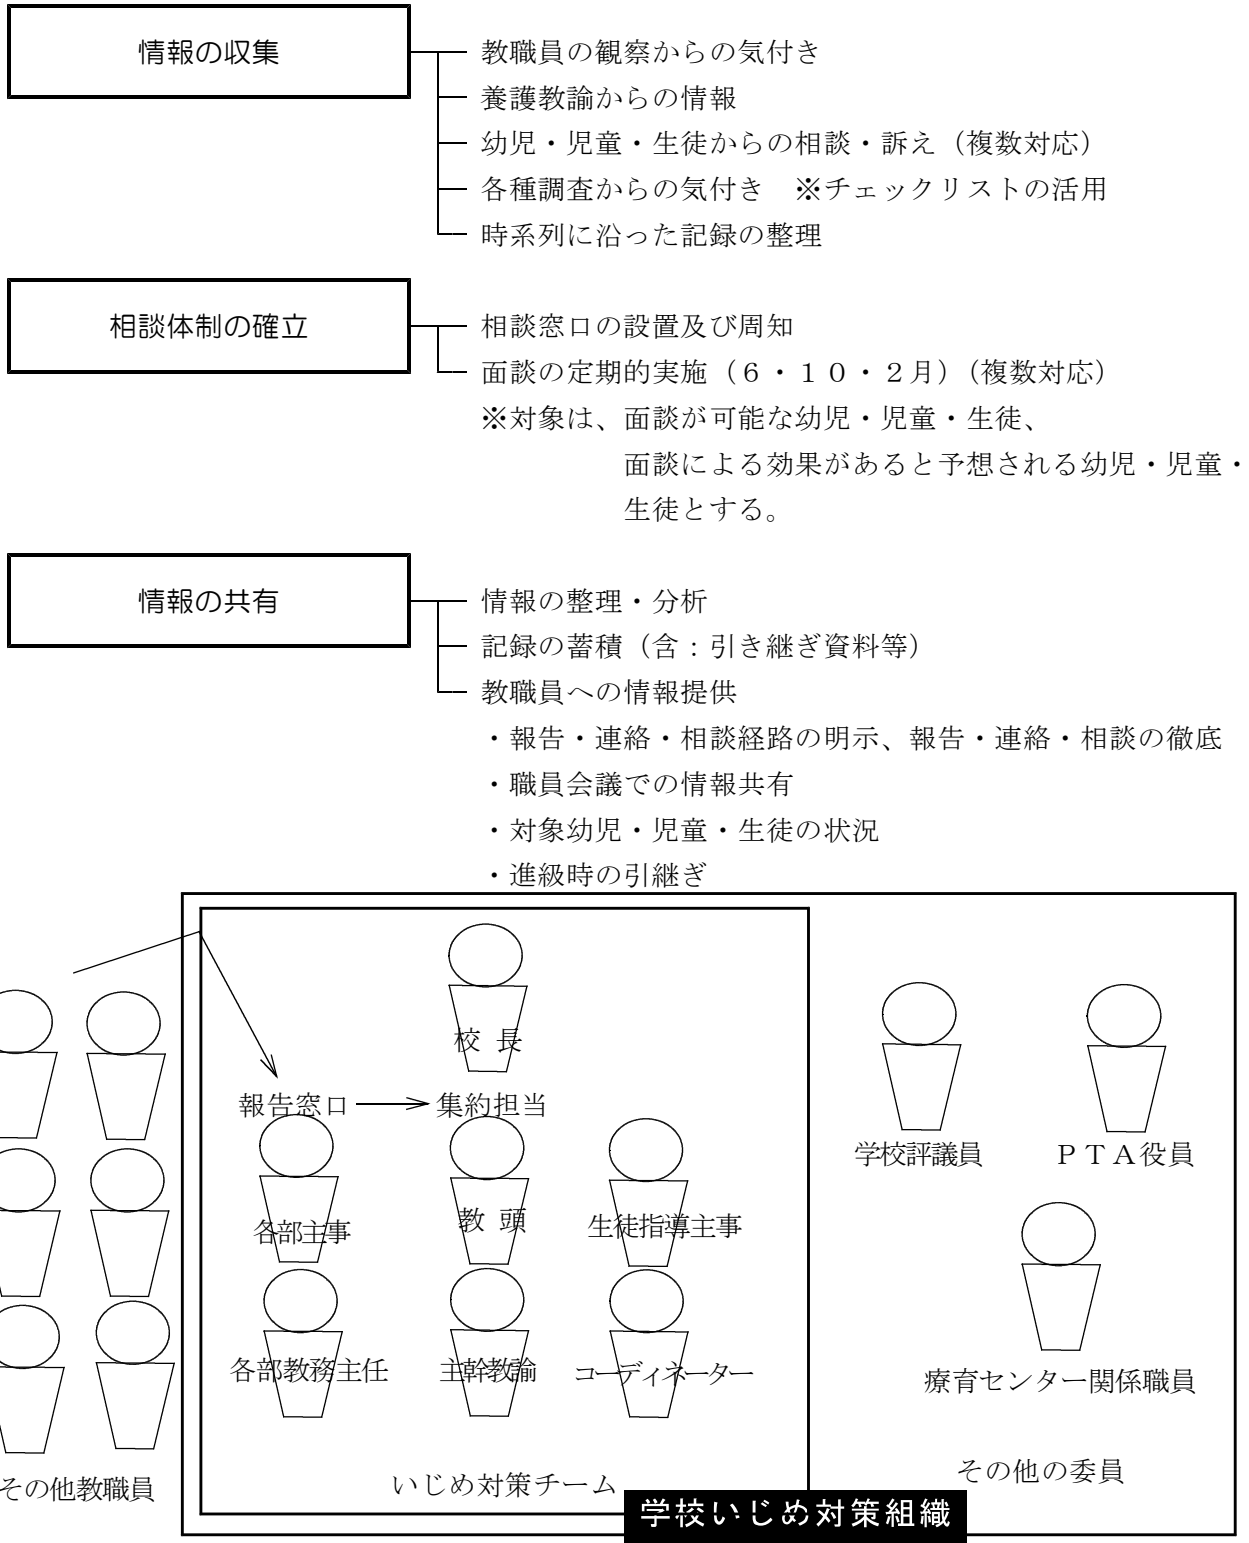 情報の収集
教職員の観察からの気付き
養護教諭からの情報
幼児・児童・生徒からの相談・訴え（複数対応）
各種調査からの気付き　※チェックリストの活用
時系列に沿った記録の整理
相談体制の確立
相談窓口の設置及び周知
面談の定期的実施（６・１０・２月）（複数対応）
※対象は、面談が可能な幼児・児童・生徒、
面談による効果があると予想される幼児・児童・
生徒とする。
情報の共有
情報の整理・分析
記録の蓄積（含：引き継ぎ資料等）
教職員への情報提供
・報告・連絡・相談経路の明示、報告・連絡・相談の徹底
・職員会議での情報共有
・対象幼児・児童・生徒の状況
・進級時の引継ぎ
校長
報告窓口
集約担当
学校評議員
ＰＴＡ役員
各部主事
教頭
生徒指導主事
各部教務主任
主幹教諭
コーディネーター
療育センター関係職員
その他教職員
いじめ対策チーム
その他の委員
学校いじめ対策組織